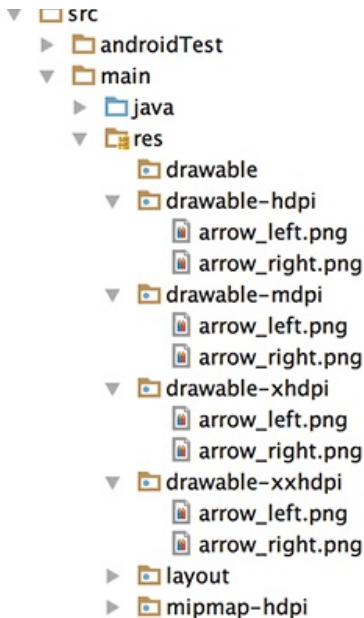 src
androidTest
main
java
res
drawable
drawable-hdpi
arrow_left.png
arrow_right.png
drawable-mdpi
arrow_left.png
arrow_right.png
drawable-xhdpi
arrow_left.png
arrow_right.png
drawable-xxhdpi
arrow_left.png
arrow_right.png
layout
mipmap-hdpi